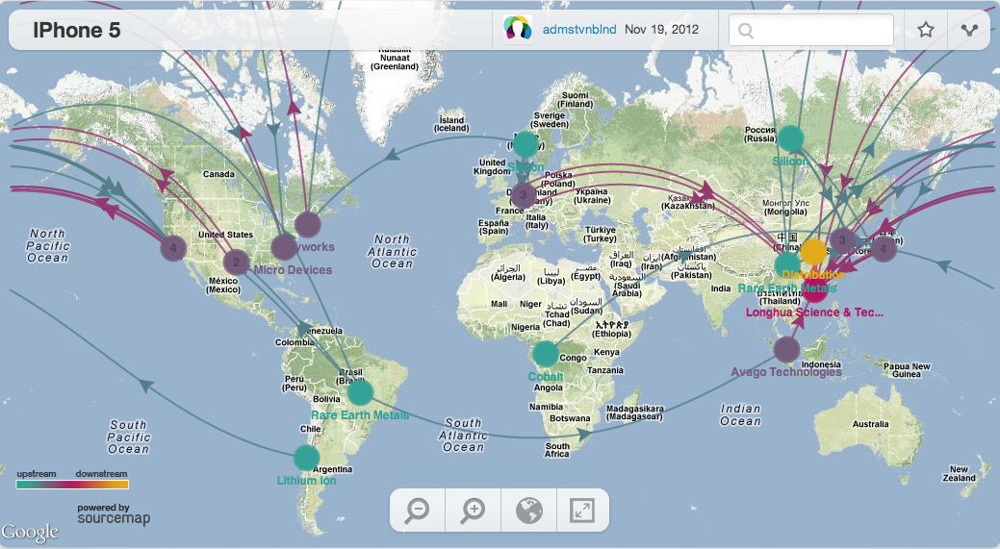 IPhone 5
admstvnblnd Nov 19, 2012
Kalaallit
Nunaat
(Greenland)
Ísland
(Iceland)
Suomi
(Finland)
Sverige
(Sweden)
Россия
(Russia)
Silicon
Silicon
United
Kingdom
Polska
(Poland)
3
France
Україна
(Ukraine)
Italia
(Italy)
España
(Spain)
Türkiye
(Turkey)
(Kazakhstan)
Монгол Улс
(Mongolia)
中国
(China)
3
4
Canada
United States
4
2
yworks
Micro Devices
México
(Mexico)
North
Pacific
Ocean
North
Atlantic
Ocean
العراق
(Iraq)
(Iran)
(Afghanistan)
پاکستان
(Pakistan)
الجزائر
(Algeria)
ليبيا
(Libya)
مصر
(Egypt)
السعودية
(Saudi
Arabia)
India
Distribution
Rare Earth Metals
(Thailand)
Longhua Science & Tec...
Mali
Niger
Tchad
(Chad)
السودان
(Sudan)
Nigeria
ኢትዮጵያ
(Ethiopia)
Venezuela
Colombia
Congo
Kenya
Tanzania
Cobalt
Angola
Avago Technologies
Indonesia
Papua New
Guinea
Perú
(Peru)
Brasil
(Brazil)
Bolivia
Rare Earth Metals
Namibia
Botswana
Madagasikara
(Madagascar)
Indian
Ocean
Australia
Chile
South
Pacific
Ocean
South
Atlantic
Ocean
South
Africa
Argentina
Lithium Ion
New
Zealand
upstream downstream
powered by
sourcemap
Google